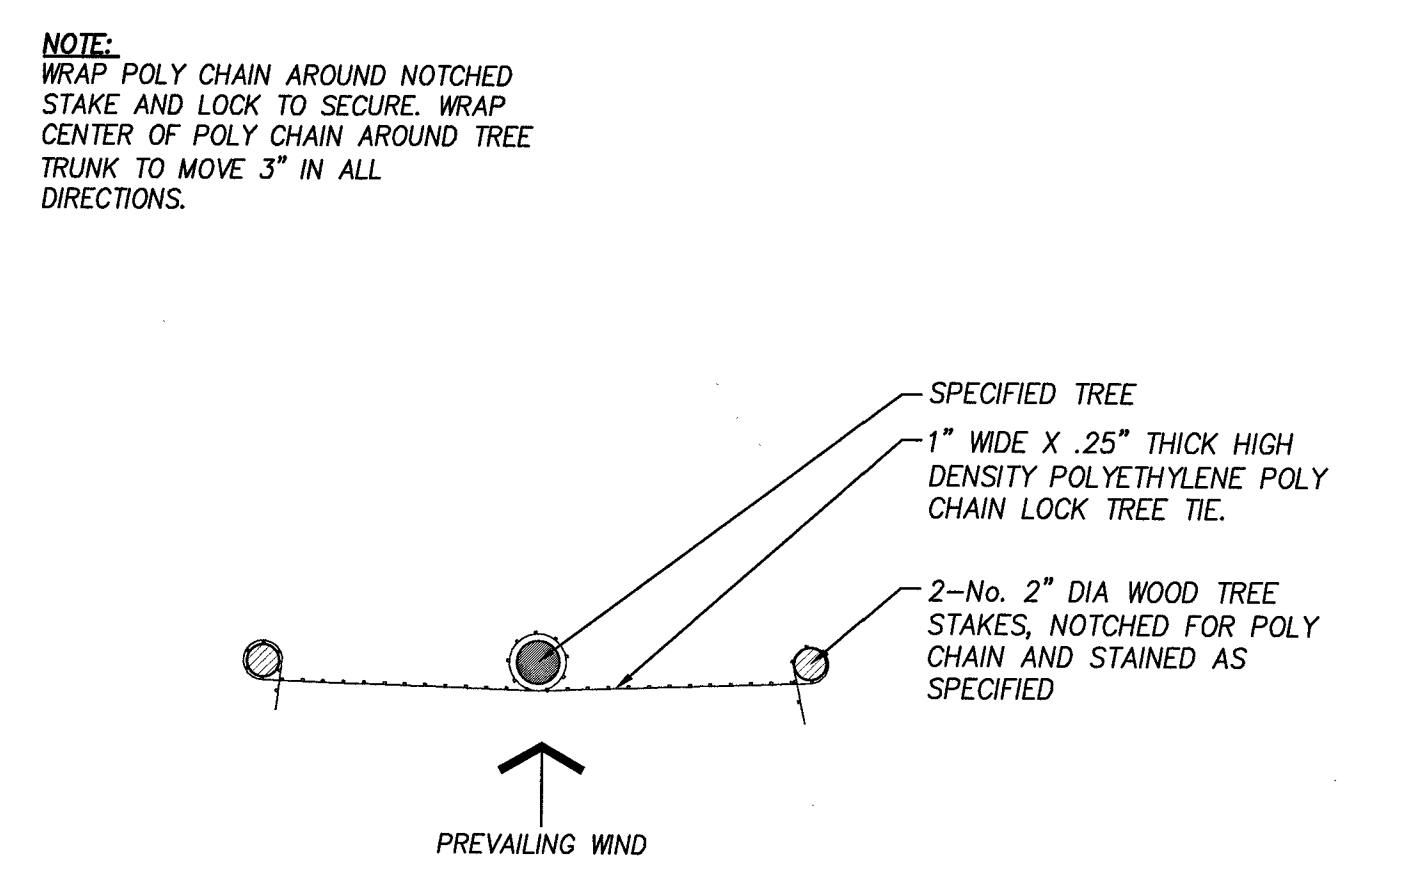 NOTE:
WRAP POLY CHAIN AROUND NOTCHED
STAKE AND LOCK TO SECURE. WRAP
CENTER OF POLY CHAIN AROUND TREE
TRUNK TO MOVE 3" IN ALL
DIRECTIONS.
SPECIFIED TREE
1" WIDE X .25" THICK HIGH
DENSITY POLYETHYLENE POLY
CHAIN LOCK TREE TIE.
2-No. 2" DIA WOOD TREE
STAKES, NOTCHED FOR POLY
CHAIN AND STAINED AS
SPECIFIED
PREVAILING WIND